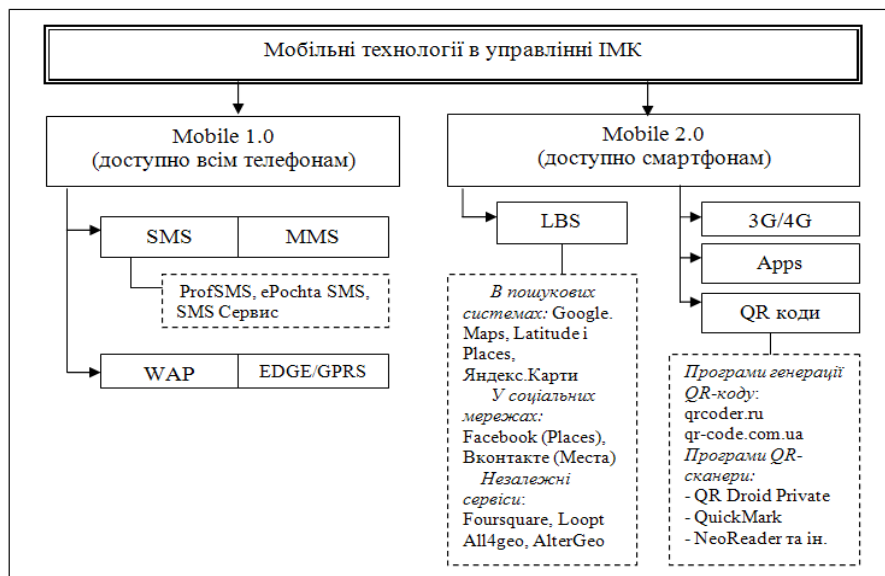 Мобільні технології в управлінні ІМК
Mobile 1.0
(доступно всім телефонам)
Mobile 2.0
(доступно смартфонам)
SMS
MMS
ProfSMS, ePochta SMS,
SMS Сервис
WAP
EDGE/GPRS
LBS
В пошукових
системах: Google.
Maps, Latitude і
Places,
Яндекс.Карти
У соціальних
мережах:
Facebook (Places),
Вконтакте (Места)
Незалежні
сервіси:
Foursquare, Loopt
All4geo, AlterGeo
3G/4G
Apps
QR коди
Програми генерації
QR-коду:
qrcoder.ru
qr-code.com.ua
Програми QR-
сканери:
- QR Droid Private
- QuickMark
- NeoReader та ін.